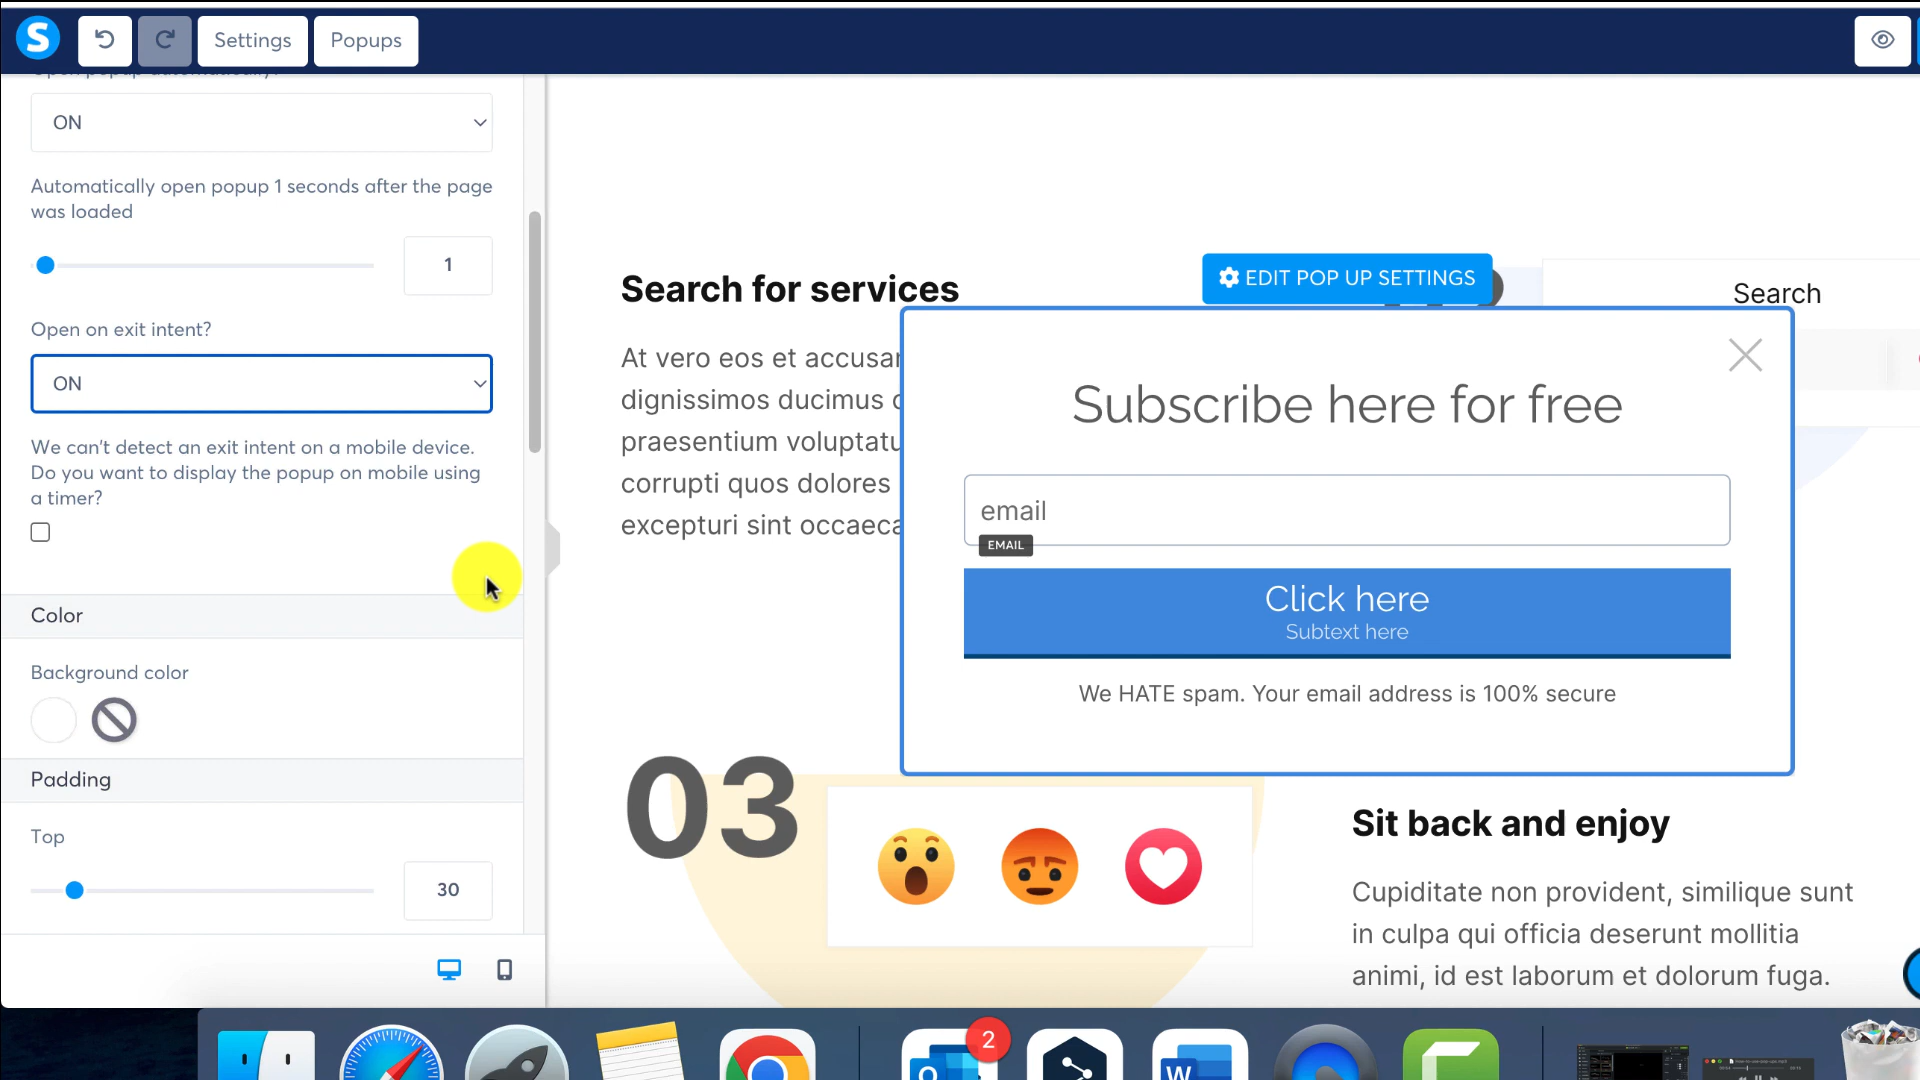 S
Settings
Popups
Open popup automatically?
ON
Automatically open popup 1 seconds after the page
was loaded
1
Open on exit intent?
ON
We can't detect an exit intent on a mobile device.
Do you want to display the popup on mobile using
a timer?
Color
Background color
Padding
Top
30
Search for services
At vero eos et accusa
dignissimos ducimus
praesentium voluptatu
corrupti quos dolores
excepturi sint occaeca
EDIT POP UP SETTINGS
Search
Subscribe here for free
email
EMAIL
Click here
Subtext here
We HATE spam. Your email address is 100% secure
03
Sit back and enjoy
Cupiditate non provident, similique sunt
in culpa qui officia deserunt mollitia
animi, id est laborum et dolorum fuga.
2
O
W